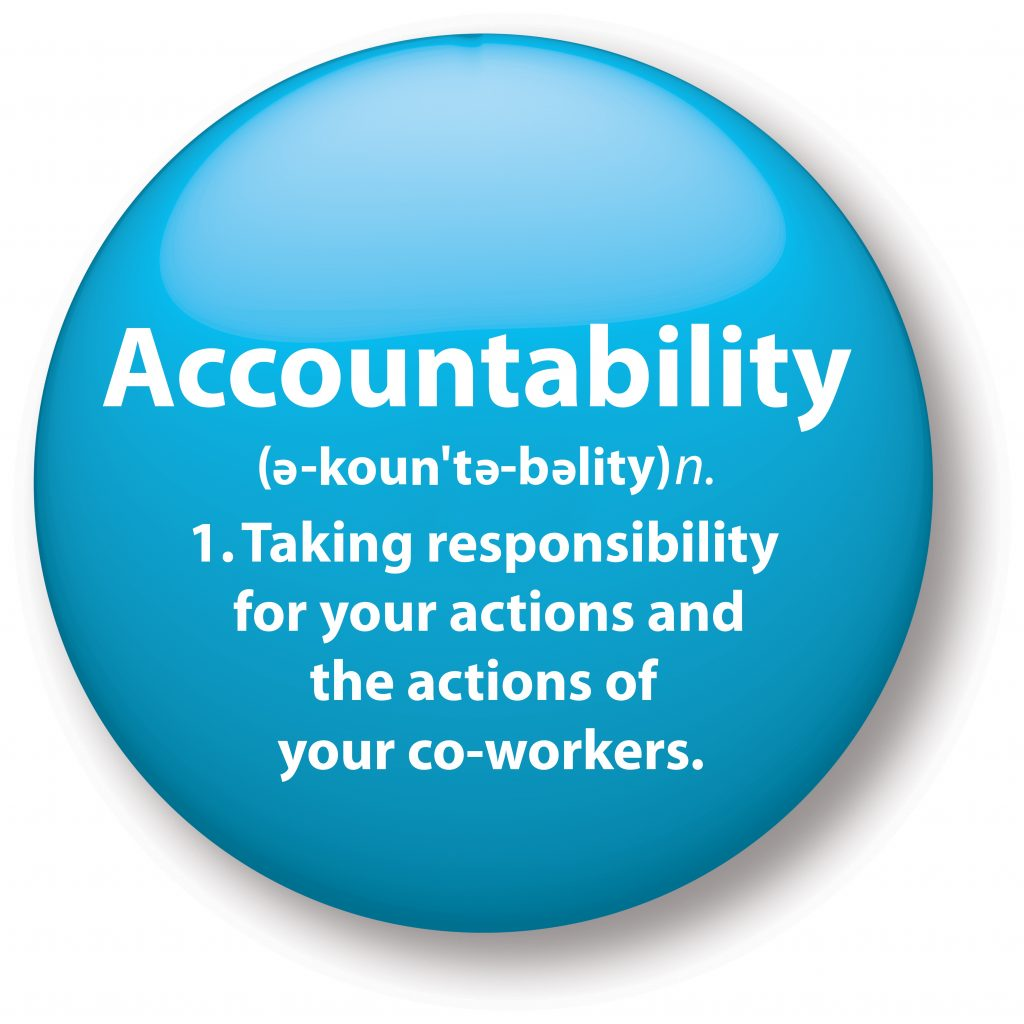 Accountability
(ə-koun'tə-bəlity) n.
1. Taking responsibility
for your actions and
the actions of
your co-workers.